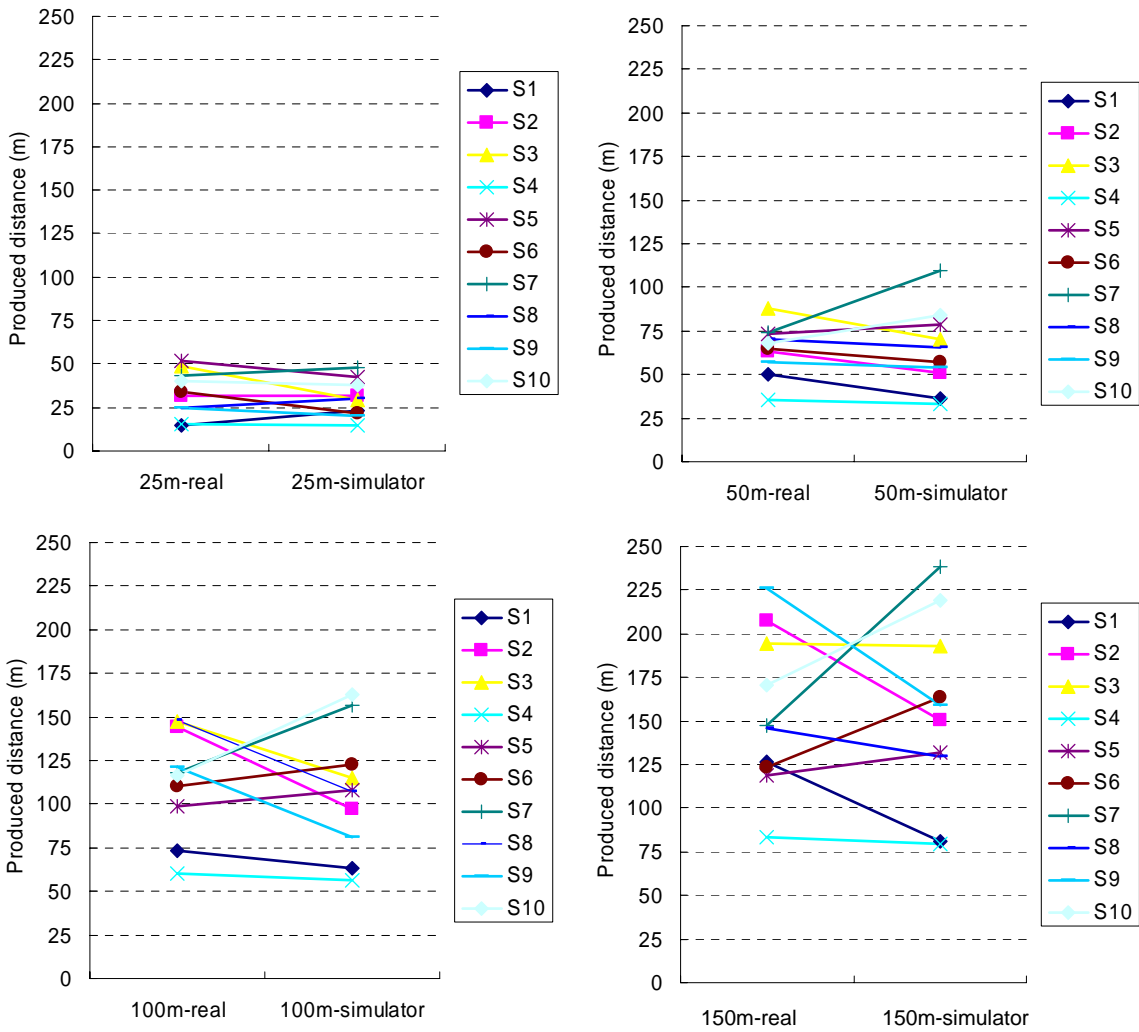 Produced distance (m)
250
225
200
175
150
125
100
75
50
25
0
25m-real
25m-simulator
S1
S2
S3
S4
S5
S6
S7
S8
S9
S10
Produced distance (m)
250
225
200
175
150
125
100
75
50
25
0
50m-real
50m-simulator
S1
S2
S3
S4
S5
S6
S7
S8
S9
S10
Produced distance (m)
250
225
200
175
150
125
100
75
50
25
0
100m-real
100m-simulator
S1
S2
S3
S4
S5
S6
S7
S8
S9
S10
Produced distance (m)
250
225
200
175
150
125
100
75
50
25
0
150m-real
150m-simulator
S1
S2
S3
S4
S5
S6
S7
S8
S9
S10